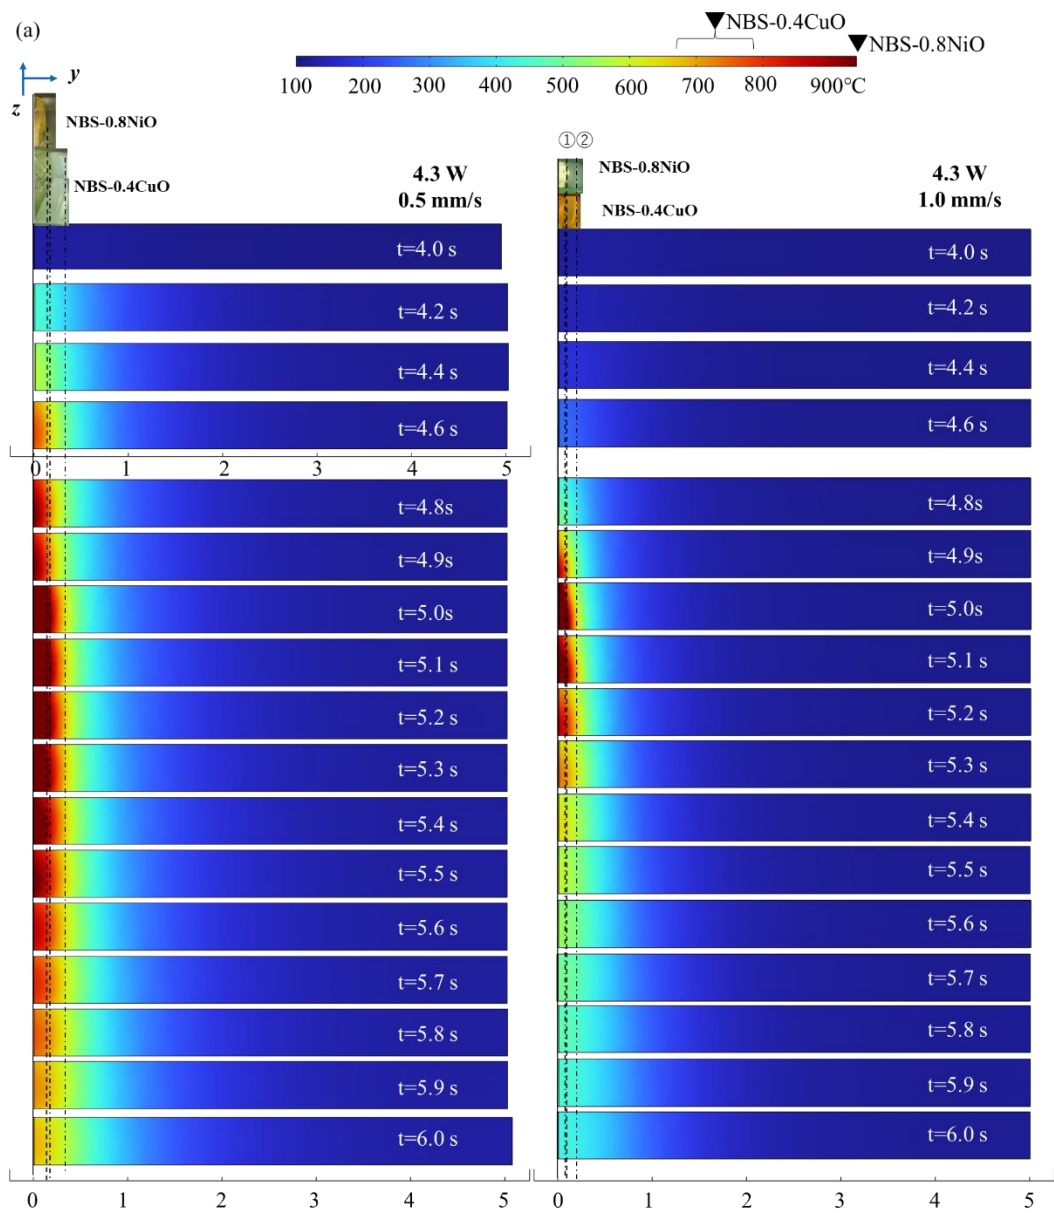 (a)
▼NBS-0.4CuO
▼NBS-0.8NiO
100 200 300 400 500 600 700 800 900℃
y
z
NBS-0.8NiO
NBS-0.4CuO
4.3 W
0.5 mm/s
t=4.0 s
t=4.2 s
t=4.4 s
t=4.6 s
0 1 2 3 4 5
t=4.8s
t=4.9s
t=5.0s
t=5.1 s
t=5.2 s
t=5.3 s
t=5.4 s
t=5.5 s
t=5.6 s
t=5.7 s
t=5.8 s
t=5.9 s
t=6.0 s
0 1 2 3 4 5
①②
NBS-0.8NiO
NBS-0.4CuO
4.3 W
1.0 mm/s
t=4.0 s
t=4.2 s
t=4.4 s
t=4.6 s
t=4.8s
t=4.9s
t=5.0s
t=5.1 s
t=5.2 s
t=5.3 s
t=5.4 s
t=5.5 s
t=5.6 s
t=5.7 s
t=5.8 s
t=5.9 s
t=6.0 s
0 1 2 3 4 5